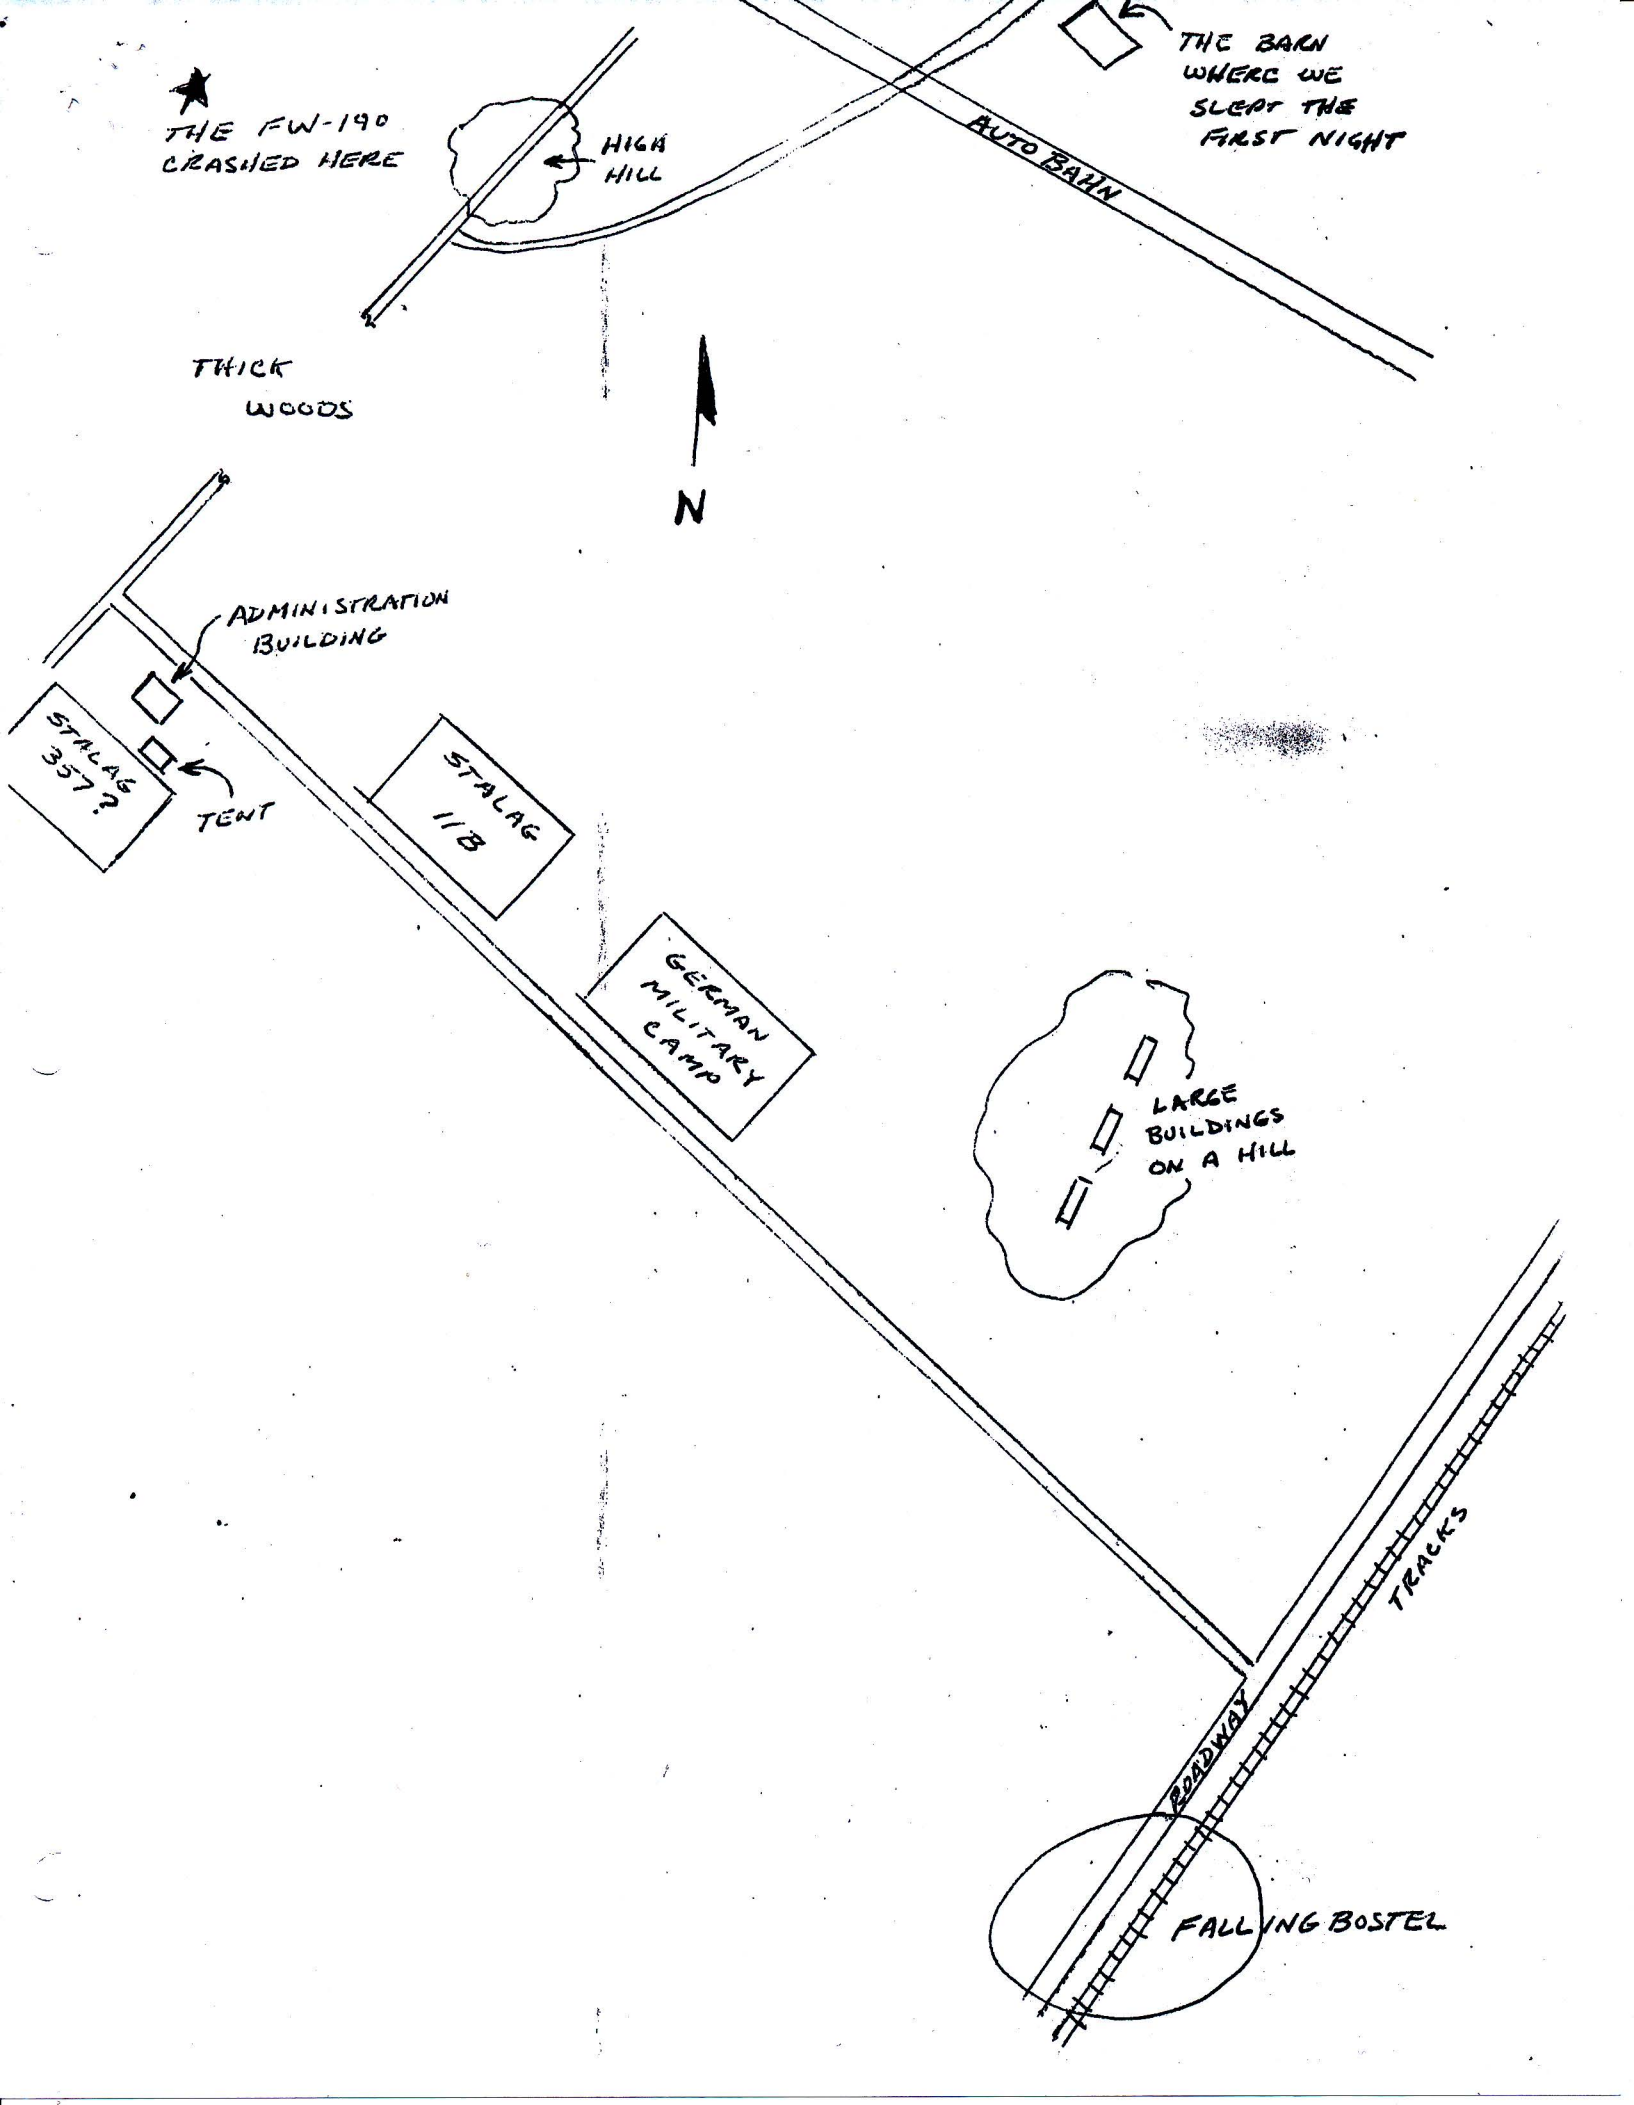 THE BARN
WHERE WE
SLEPT THE
FIRST NIGHT
THE FW-190
CRASHED HERE
HIGH
HILL
AUTO BAHN
THICK
WOODS
N
ADMINISTRATION
BUILDING
STALAG
357?
TENT
STALAG
11B
GERMAN
MILITARY
CAMP
LARGE
BUILDINGS
ON A HILL
TRACKS
ROADWAY
FALLINGBOSTEL